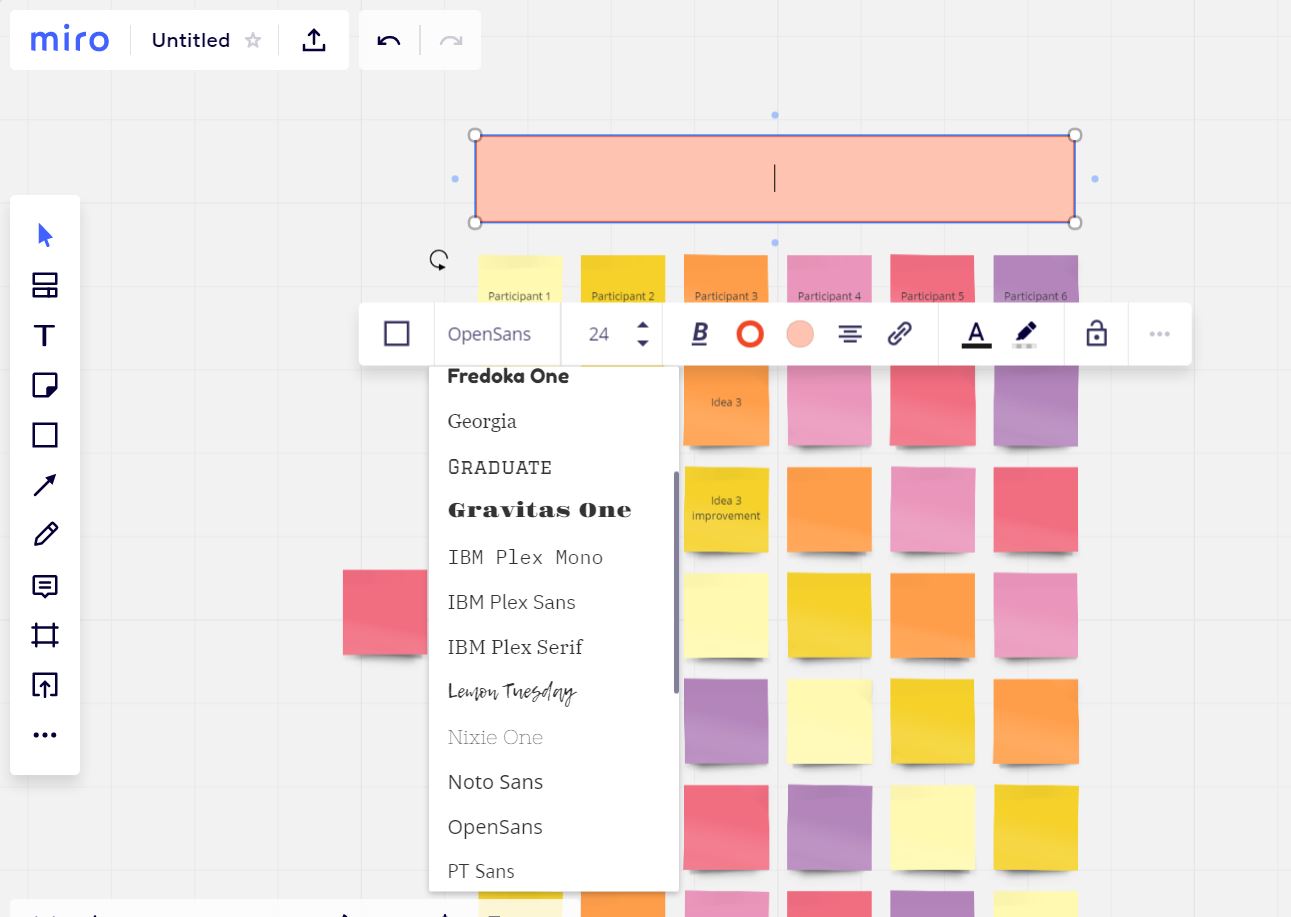 miro
Untitled
Participant 1
Participant 2
Participant 3
Participant 4
Participant 5
Participant 6
OpenSans
24
B
A
Fredoka One
Georgia
Graduate
Gravitas One
IBM Plex Mono
IBM Plex Sans
IBM Plex Serif
Lemon Tuesday
Nixie One
Noto Sans
OpenSans
PT Sans
Idea 3
Idea 3
improvement